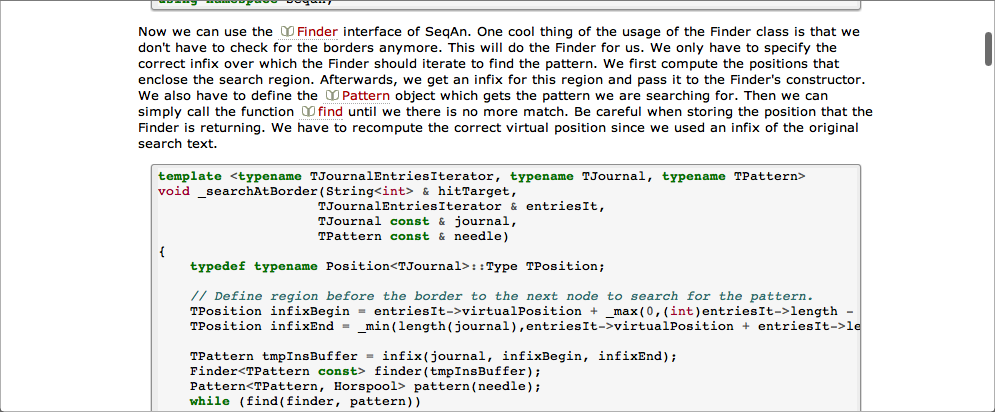 using namespace seqan;
Now we can use the Finder interface of SeqAn. One cool thing of the usage of the Finder class is that we
don't have to check for the borders anymore. This will do the Finder for us. We only have to specify the
correct infix over which the Finder should iterate to find the pattern. We first compute the positions that
enclose the search region. Afterwards, we get an infix for this region and pass it to the Finder's constructor.
We also have to define the Pattern object which gets the pattern we are searching for. Then we can
simply call the function find until we there is no more match. Be careful when storing the position that the
Finder is returning. We have to recompute the correct virtual position since we used an infix of the original
search text.
template <typename TJournalEntriesIterator, typename TJournal, typename TPattern>
void _searchAtBorder(String<int> & hitTarget,
TJournalEntriesIterator & entriesIt,
TJournal const & journal,
TPattern const & needle)
{
typedef typename Position<TJournal>::Type TPosition;
// Define region before the border to the next node to search for the pattern.
TPosition infixBegin = entriesIt->virtualPosition + _max(0,(int)entriesIt->length -
TPosition infixEnd = _min(length(journal),entriesIt->virtualPosition + entriesIt->le
TPattern tmpInsBuffer = infix(journal, infixBegin, infixEnd);
Finder<TPattern const> finder(tmpInsBuffer);
Pattern<TPattern, Horspool> pattern(needle);
while (find(finder, pattern))